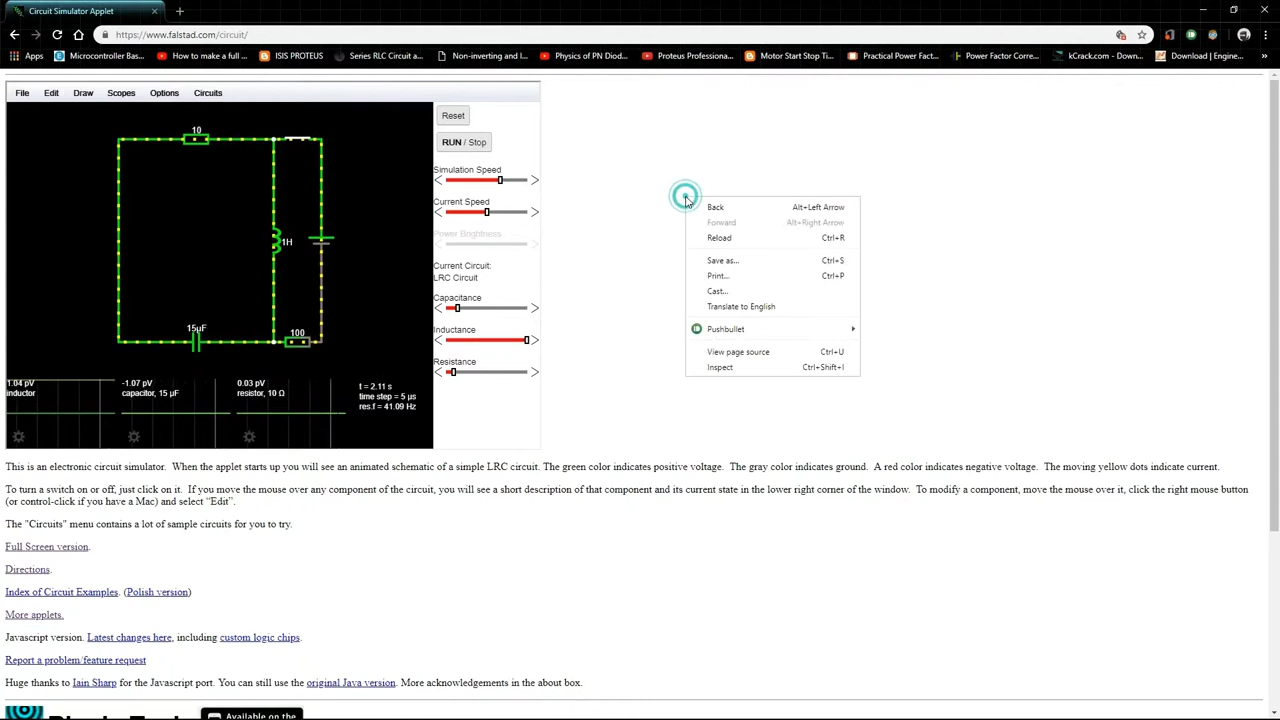 Circuit Simulator Applet
https://www.falstad.com/circuit/
Apps
Microcontroller Bas...
How to make a full ...
ISIS PROTEUS
Series RLC Circuit a...
Non-inverting and I...
Physics of PN Diod...
Proteus Professiona...
Motor Start Stop Ti...
Practical Power Fact...
Power Factor Correc...
kCrack.com - Down...
Download | Engine...
File Edit Draw Scopes Options Circuits
Reset
RUN / Stop
Simulation Speed
Current Speed
Power Brightness
Current Circuit:
LRC Circuit
Capacitance
Inductance
Resistance
10
1H
15μF
100
1.04 pV
inductor
-1.07 pV
capacitor, 15 μF
0.03 pV
resistor, 10 Ω
t = 2.11 s
time step = 5 μs
res.f = 41.09 Hz
Back Alt+Left Arrow
Forward Alt+Right Arrow
Reload Ctrl+R
Save as... Ctrl+S
Print... Ctrl+P
Cast...
Translate to English
Pushbullet
View page source Ctrl+U
Inspect Ctrl+Shift+I
This is an electronic circuit simulator. When the applet starts up you will see an animated schematic of a simple LRC circuit. The green color indicates positive voltage. The gray color indicates ground. A red color indicates negative voltage. The moving yellow dots indicate current.
To turn a switch on or off, just click on it. If you move the mouse over any component of the circuit, you will see a short description of that component and its current state in the lower right corner of the window. To modify a component, move the mouse over it, click the right mouse button
(or control-click if you have a Mac) and select "Edit".
The "Circuits" menu contains a lot of sample circuits for you to try.
Full Screen version.
Directions.
Index of Circuit Examples. (Polish version)
More applets.
Javascript version. Latest changes here, including custom logic chips.
Report a problem/feature request
Huge thanks to Iain Sharp for the Javascript port. You can still use the original Java version. More acknowledgements in the about box.
Available on the